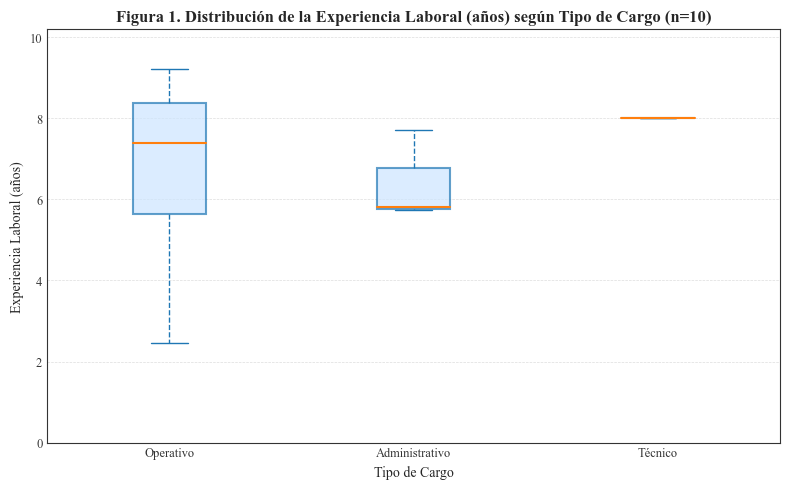 Figura 1. Distribución de la Experiencia Laboral (años) según Tipo de Cargo (n=10)
10
8
6
4
2
0
Experiencia Laboral (años)
Operativo
Administrativo
Técnico
Tipo de Cargo